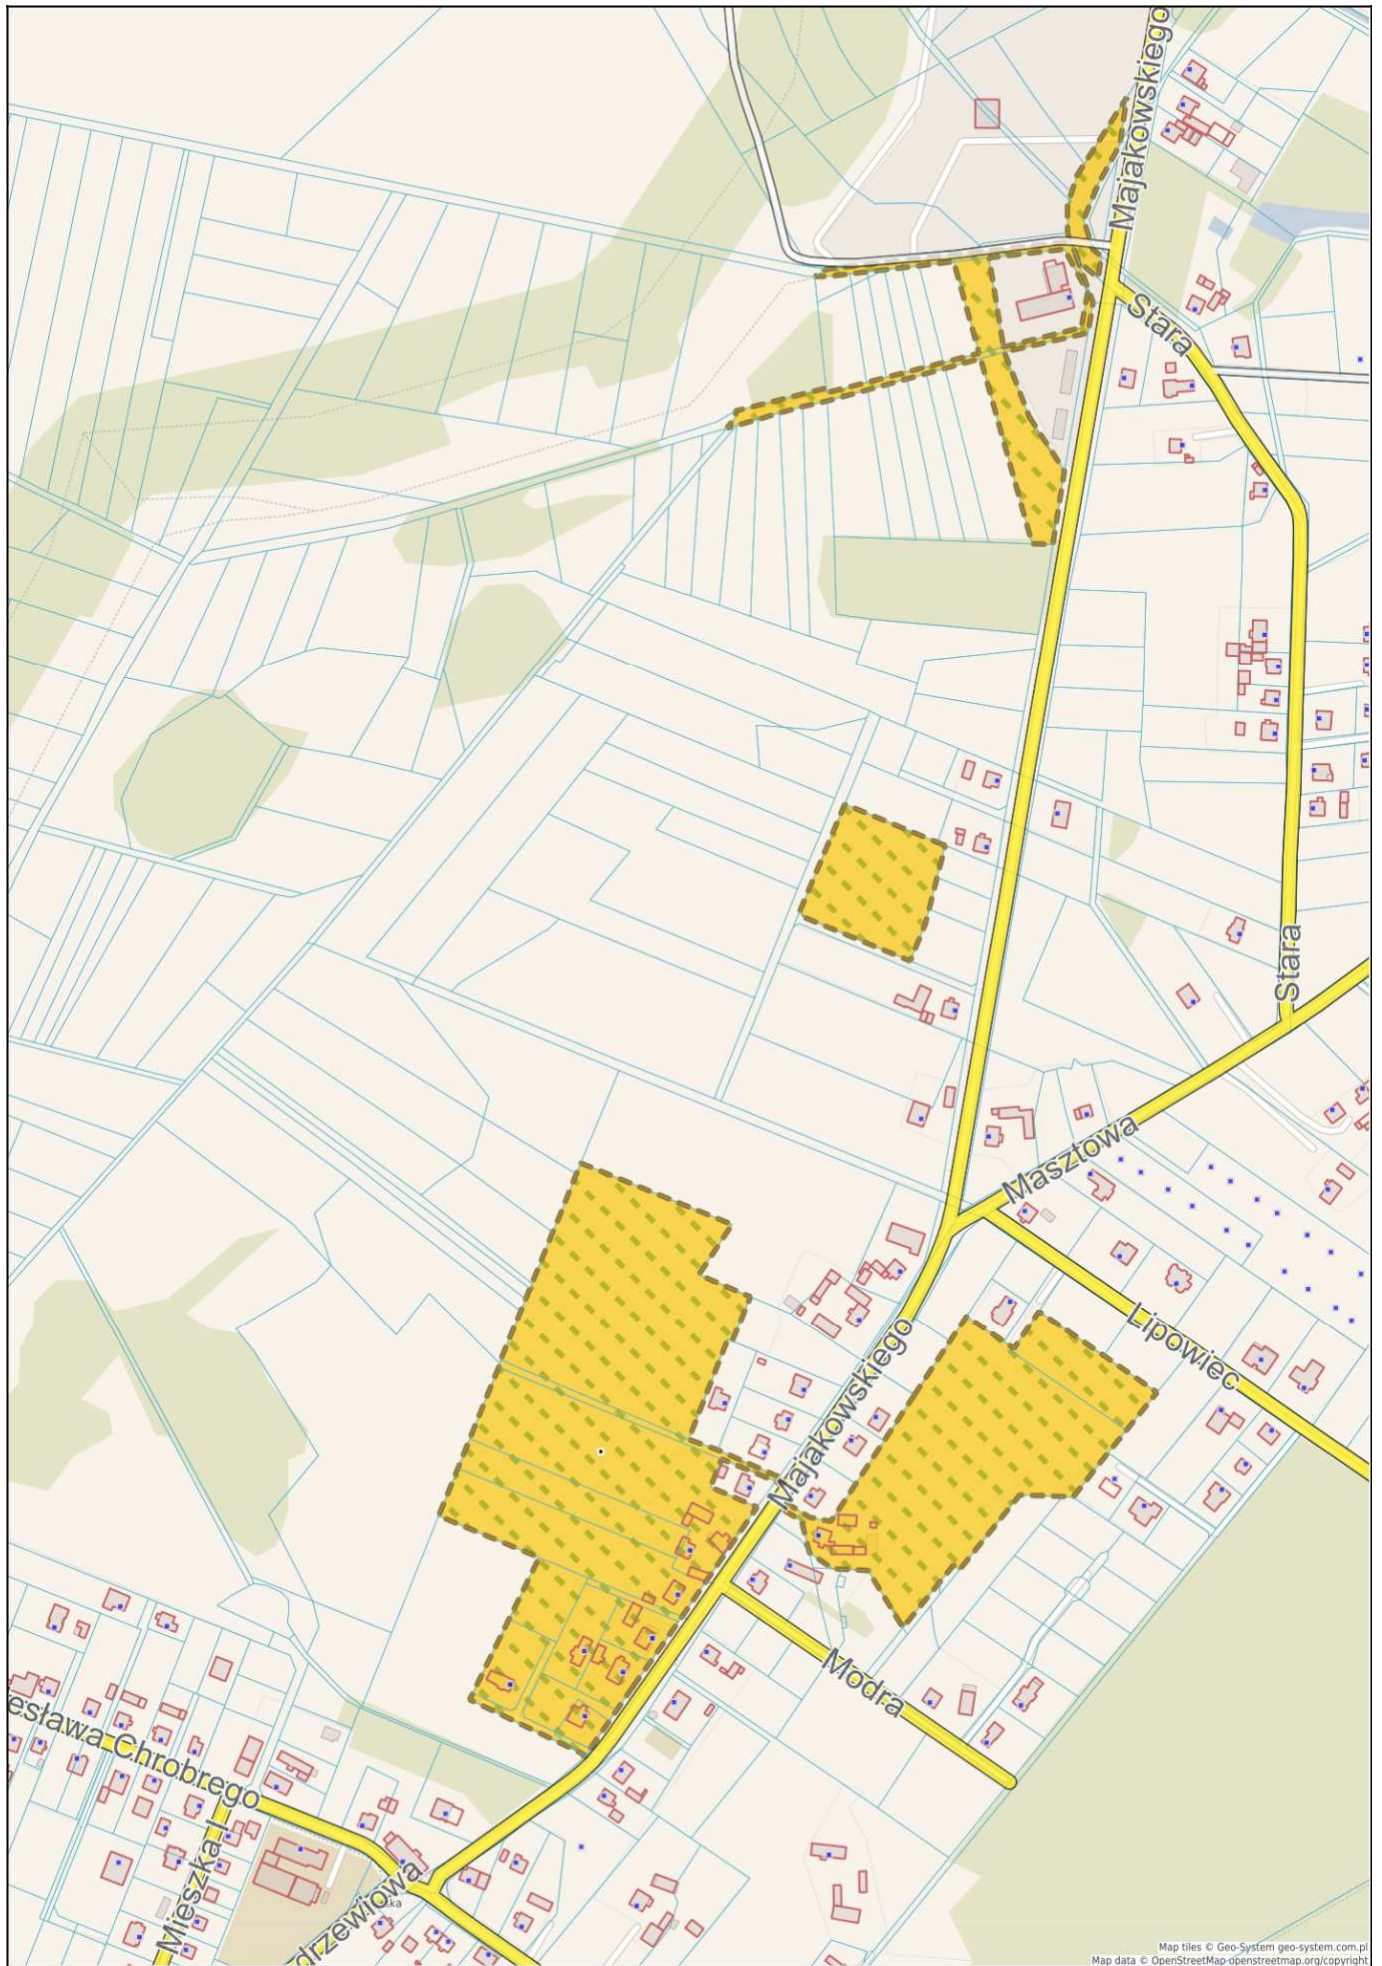 Majakowskiego
Stara
Stara
Masztowa
Lipowiec
Majakowskiego
Modra
esława Chrobrego
Mieszka I
drzewiowa
Map tiles © Geo-System geo-system.com.pl
Map data © OpenStreetMap openstreetmap.org/copyright